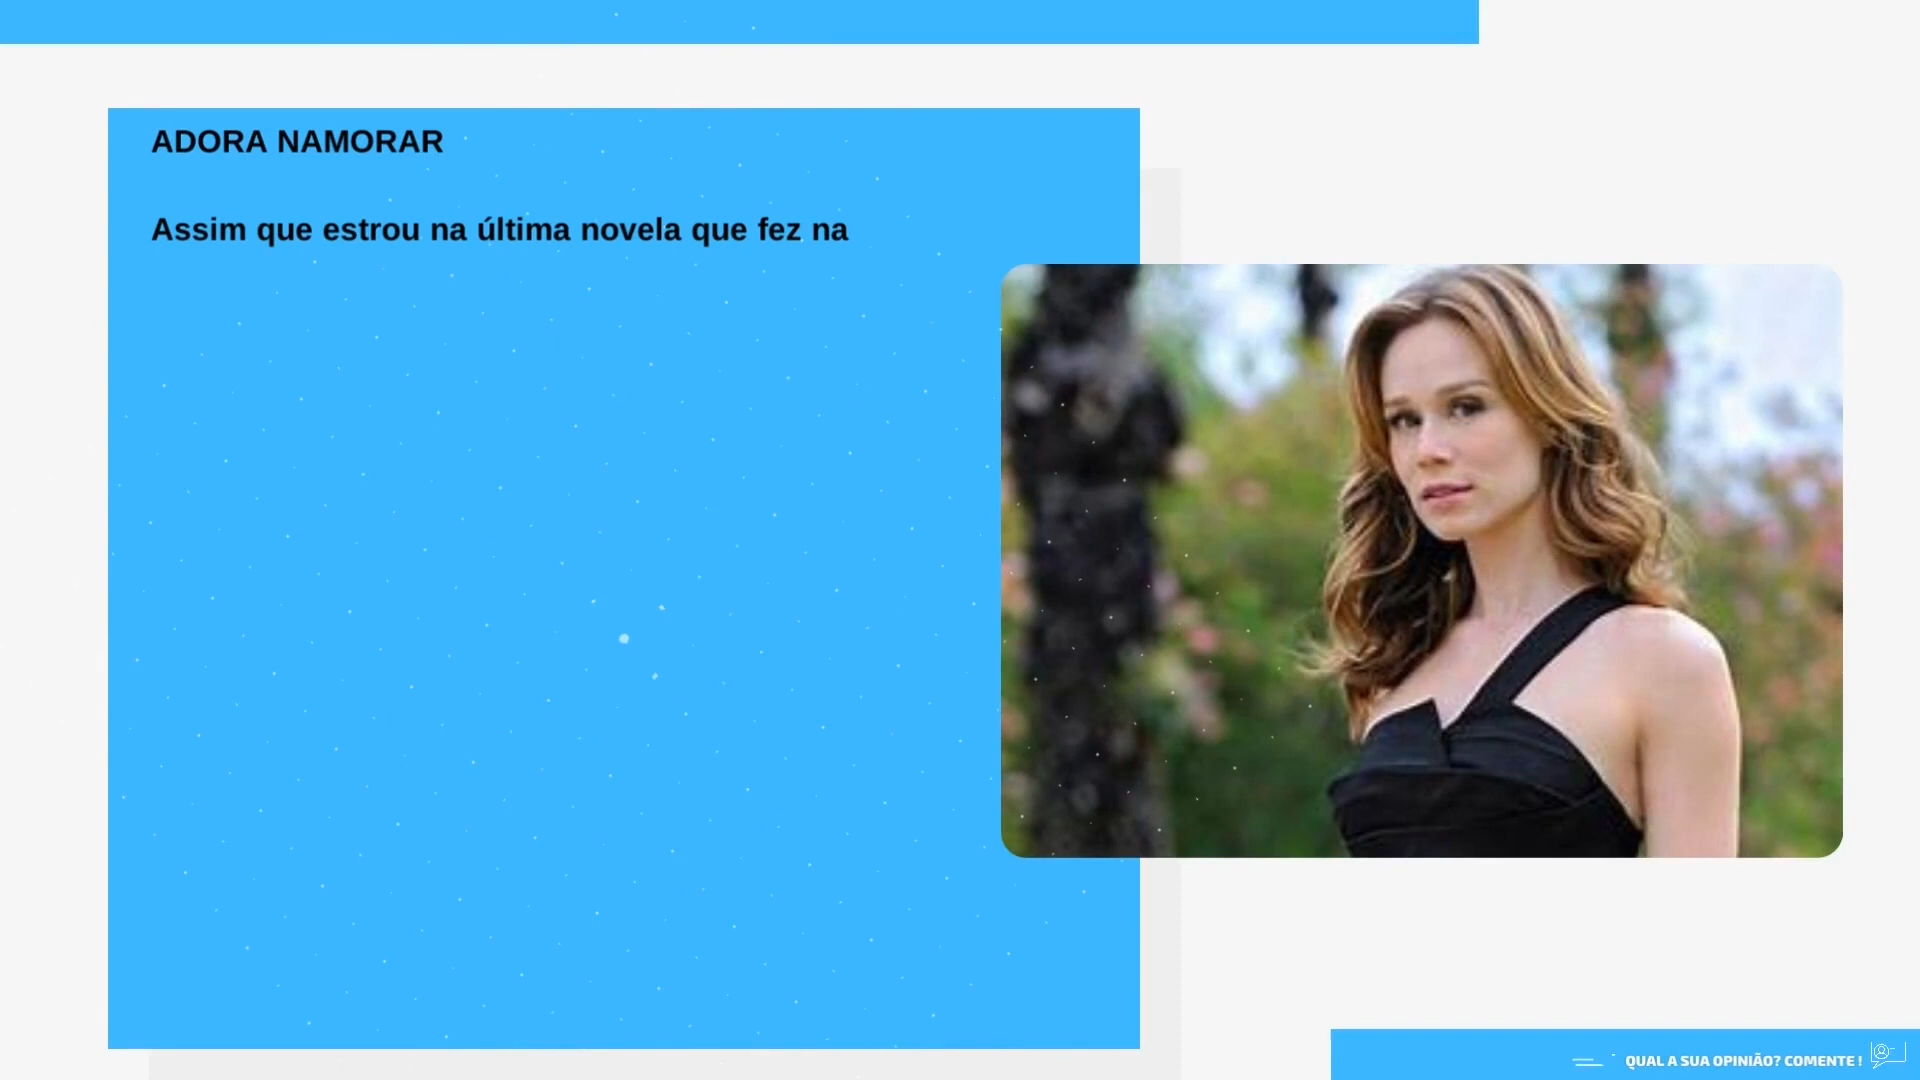 ADORA NAMORAR
Assim que estrou na última novela que fez na
QUAL A SUA OPINIÃO? COMENTE !